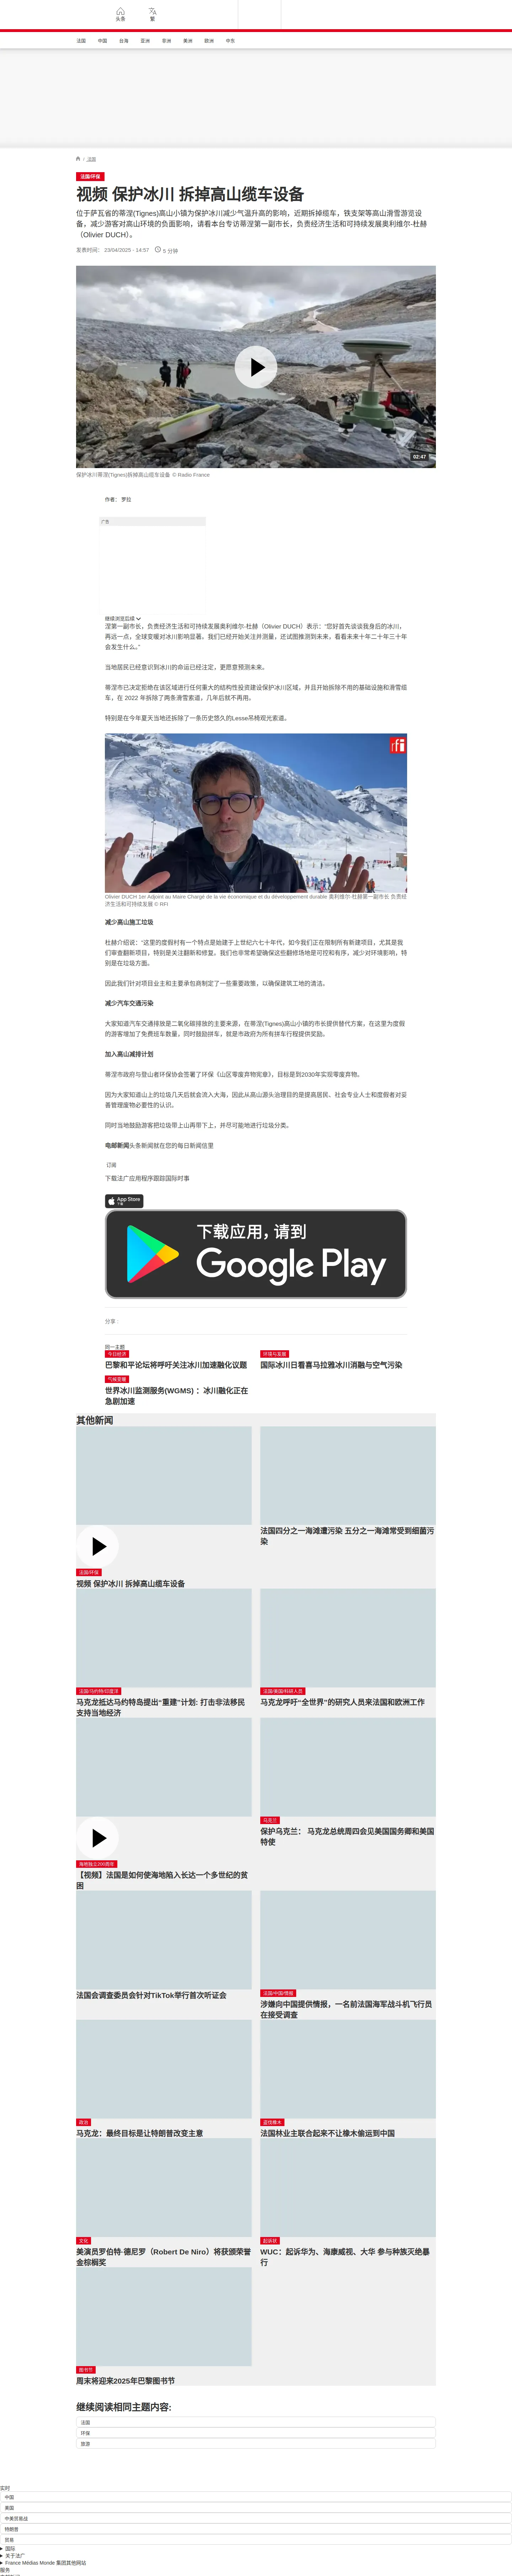 头条
繁
法国
中国
台海
亚洲
非洲
美洲
欧洲
中东
/ 法国
法国/环保
视频 保护冰川 拆掉高山缆车设备
位于萨瓦省的蒂涅(Tignes)高山小镇为保护冰川减少气温升高的影响，近期拆掉缆车，铁支架等高山滑雪游览设
备，减少游客对高山环境的负面影响，请看本台专访蒂涅第一副市长，负责经济生活和可持续发展奥利维尔-杜赫
（Olivier DUCH）。
发表时间： 23/04/2025 - 14:57
5 分钟
02:47
保护冰川蒂涅(Tignes)拆掉高山缆车设备 © Radio France
作者： 罗拉
广告
继续浏览后续
涅第一副市长，负责经济生活和可持续发展奥利维尔-杜赫（Olivier DUCH）表示：“您好首先谈谈我身后的冰川，
再远一点，全球变暖对冰川影响显著。我们已经开始关注并测量，还试图推测到未来，看看未来十年二十年三十年
会发生什么。”
当地居民已经意识到冰川的命运已经注定，更愿意预测未来。
蒂涅市已决定拒绝在该区域进行任何重大的结构性投资建设保护冰川区域，并且开始拆除不用的基础设施和滑雪缆
车，在 2022 年拆除了两条滑雪索道，几年后就不再用。
特别是在今年夏天当地还拆除了一条历史悠久的Lesse吊椅观光索道。
rfi
Olivier DUCH 1er Adjoint au Maire Charge de la vie économique et du développement durable 奥利维尔-杜赫第一副市长 负责经
济生活和可持续发展 © RFI
减少高山施工垃圾
杜赫介绍说：“这里的度假村有一个特点是始建于上世纪六七十年代，如今我们正在限制所有新建项目，尤其是我
们审查翻新项目，特别是关注翻新和修复。我们也非常希望确保这些翻修场地是可控和有序。减少对环境影响，特
别是在垃圾方面。
因此我们针对项目业主和主要承包商制定了一些重要政策，以确保建筑工地的清洁。
减少汽车交通污染
大家知道汽车交通排放是二氧化碳排放的主要来源，在蒂涅(Tignes)高山小镇的市长提供替代方案，在这里为度假
的游客增加了免费班车数量，同时鼓励拼车，就是市政府为所有拼车行程提供奖励。
加入高山减排计划
蒂涅市政府与登山者环保协会签署了环保《山区零废弃物宪章》，目标是到2030年实现零废弃物。
因为大家知道山上的垃圾几天后就会流入大海，因此从高山源头治理目的是提高居民、社会专业人士和度假者对妥
善管理废物必要性的认识。
同时当地鼓励游客把垃圾带上山再带下上，并尽可能地进行垃圾分类。
电邮新闻头条新闻就在您的每日新闻信里
订阅
下载法广应用程序跟踪国际时事
App Store
下载应用，请到
Google Play
分享 :
同一主题
今日经济
巴黎和平论坛将呼吁关注冰川加速融化议题
环境与发展
国际冰川日看喜马拉雅冰川消融与空气污染
气候变暖
世界冰川监测服务(WGMS) ： 冰川融化正在
急剧加速
其他新闻
法国/环保
视频 保护冰川 拆掉高山缆车设备
法国四分之一海滩遭污染 五分之一海滩常受到细菌污
染
法国/马约特/印度洋
马克龙抵达马约特岛提出“重建”计划: 打击非法移民
支持当地经济
法国/美国/科研人员
马克龙呼吁“全世界”的研究人员来法国和欧洲工作
海地独立200周年
【视频】法国是如何使海地陷入长达一个多世纪的贫
困
乌克兰
保护乌克兰： 马克龙总统周四会见美国国务卿和美国
特使
法国会调查委员会针对TikTok举行首次听证会
法国/中国/情报
涉嫌向中国提供情报，一名前法国海军战斗机飞行员
在接受调查
政治
马克龙：最终目标是让特朗普改变主意
盗伐橡木
法国林业主联合起来不让橡木偷运到中国
文化
美演员罗伯特·德尼罗（Robert De Niro）将获颁荣誉
金棕榈奖
起诉状
WUC：起诉华为、海康威视、大华 参与种族灭绝暴
行
图书节
周末将迎来2025年巴黎图书节
继续阅读相同主题内容:
法国
环保
旅游
实时
中国
美国
中美贸易战
特朗普
贸易
国际
关于法广
France Médias Monde 集团其他网站
服务